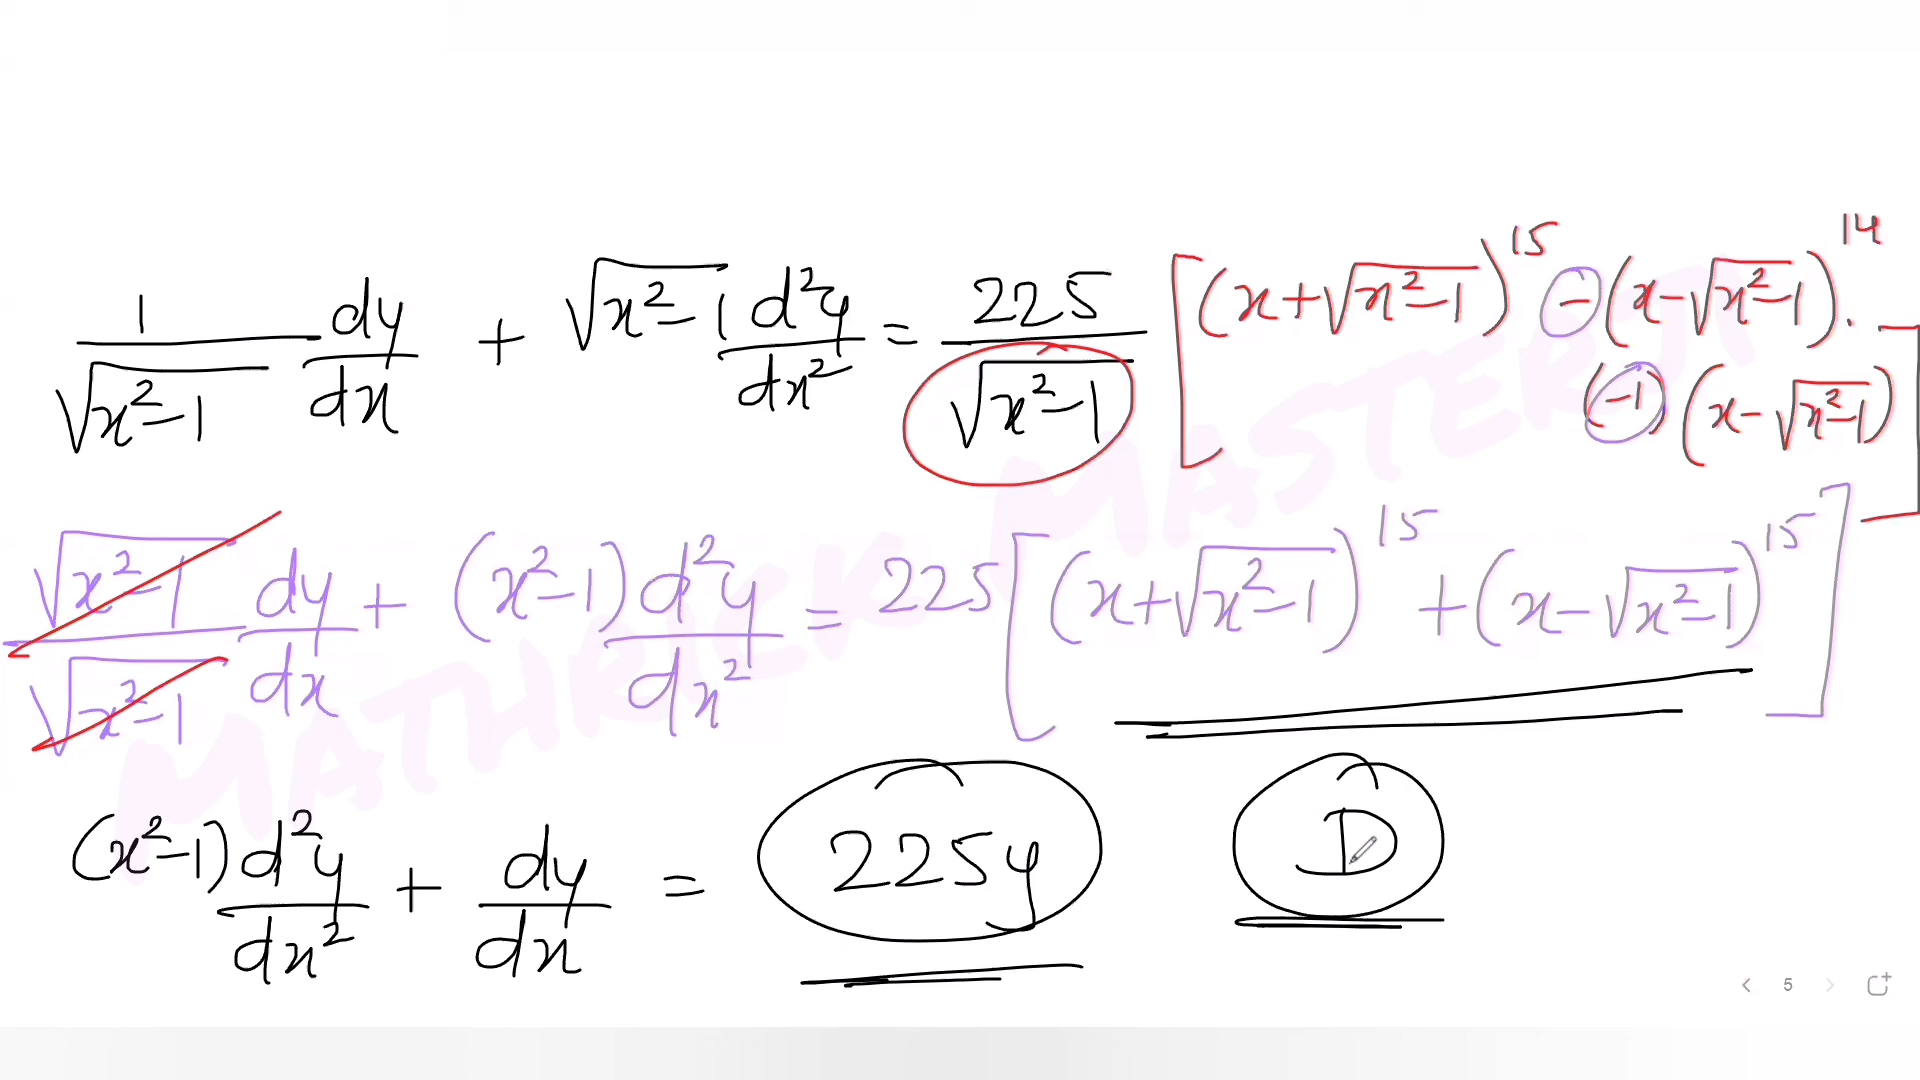 1/√(x²-1) dy/dx + √(x²-1) d²y/dx² = 225/√(x²-1) [(x+√(x²-1))¹⁵ - (x-√(x²-1))¹⁴.
(-1) (x-√(x²-1))]
√(x²-1)/√(x²-1) dy/dx + (x²-1) d²y/dx² = 225 [(x+√(x²-1))¹⁵ + (x-√(x²-1))¹⁵]
(x²-1) d²y/dx² + dy/dx = 225y D
MATHRICK MASTER
< 5 >